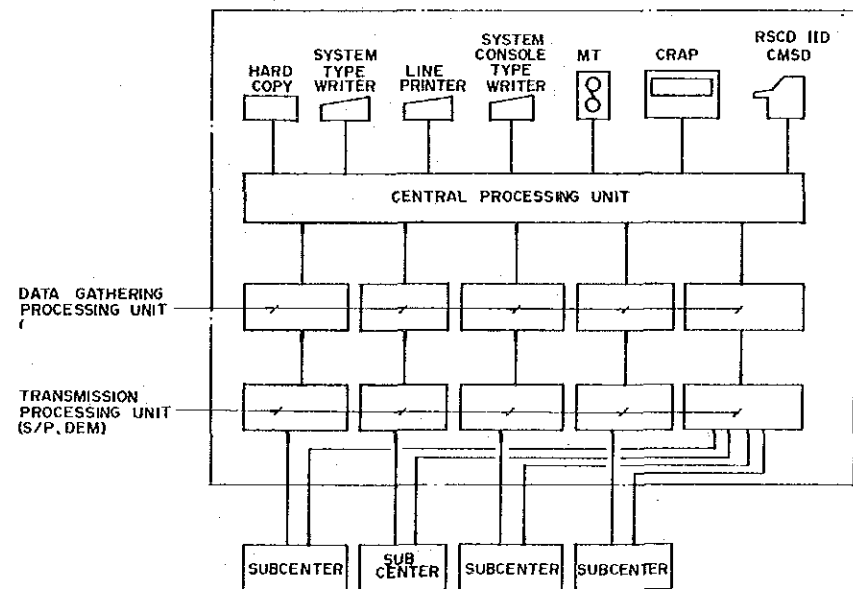 HARD
COPY
SYSTEM
TYPE
WRITER
LINE
PRINTER
SYSTEM
CONSOLE
TYPE
WRITER
MT
CRAP
RSCD IID
CMSD
CENTRAL PROCESSING UNIT
DATA GATHERING
PROCESSING UNIT
(
TRANSMISSION
PROCESSING UNIT
(S/P, DEM)
SUBCENTER
SUB
CENTER
SUBCENTER
SUBCENTER